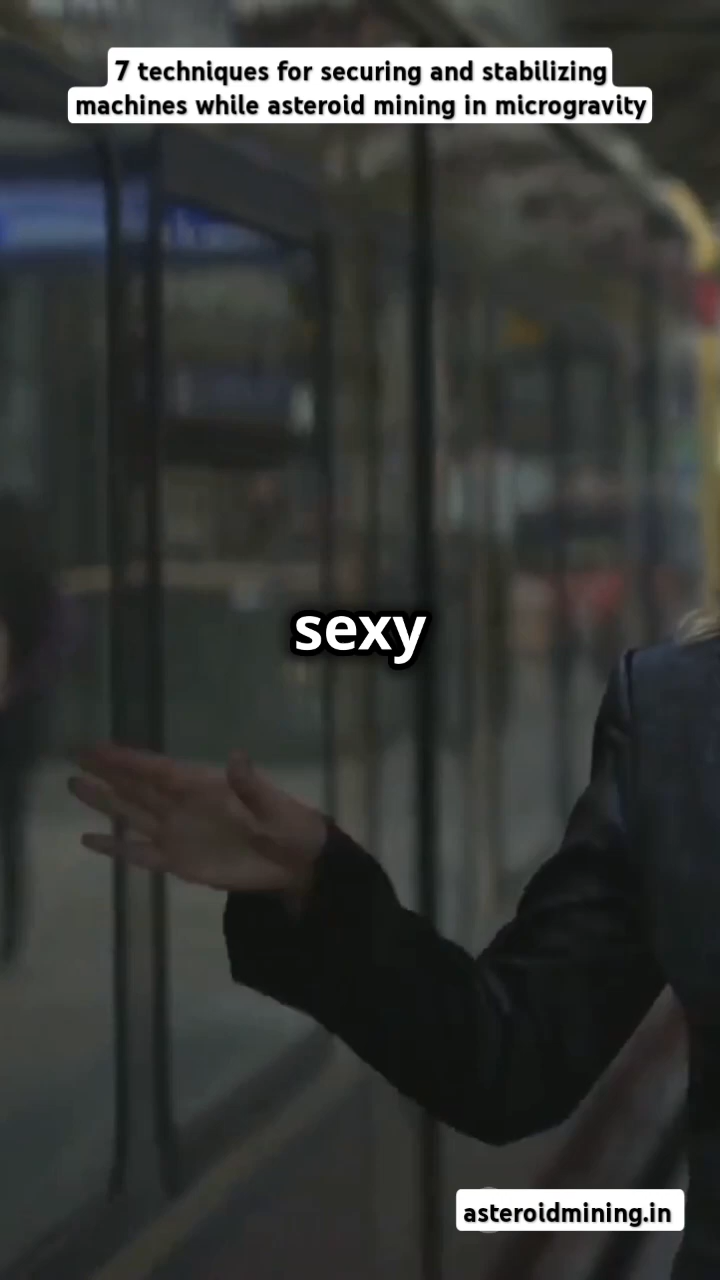 7 techniques for securing and stabilizing
machines while asteroid mining in microgravity
sexy
asteroidmining.in